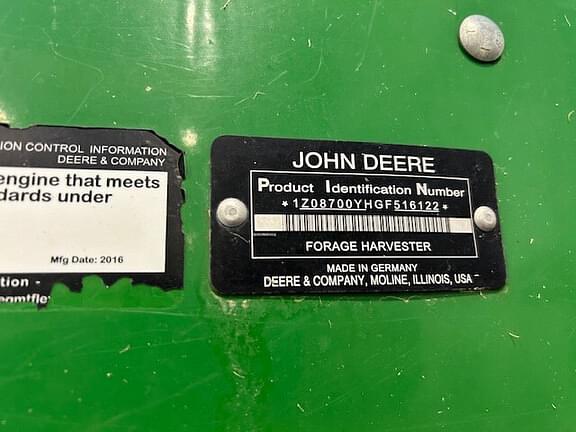 ION CONTROL INFORMATION
DEERE & COMPANY
engine that meets
dards under
Mfg Date: 2016
tion -
JOHN DEERE
Product Identification Number
*1Z08700YHGF516122*
FORAGE HARVESTER
MADE IN GERMANY
DEERE & COMPANY, MOLINE, ILLINOIS, USA